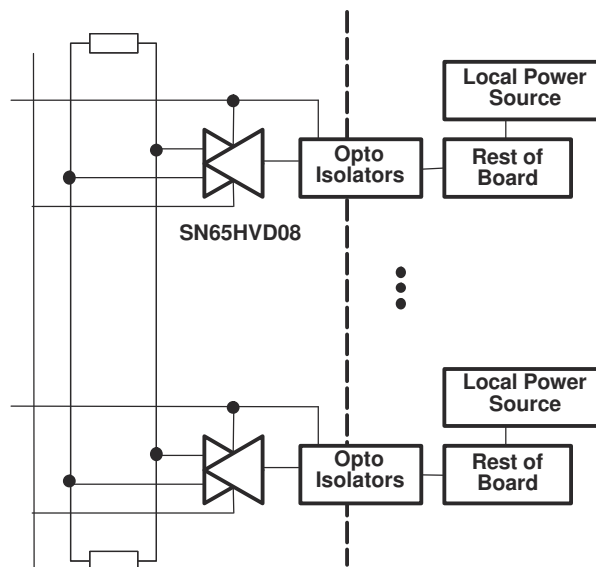 Local Power
Source
Opto
Isolators
Rest of
Board
SN65HVD08
Local Power
Source
Opto
Isolators
Rest of
Board